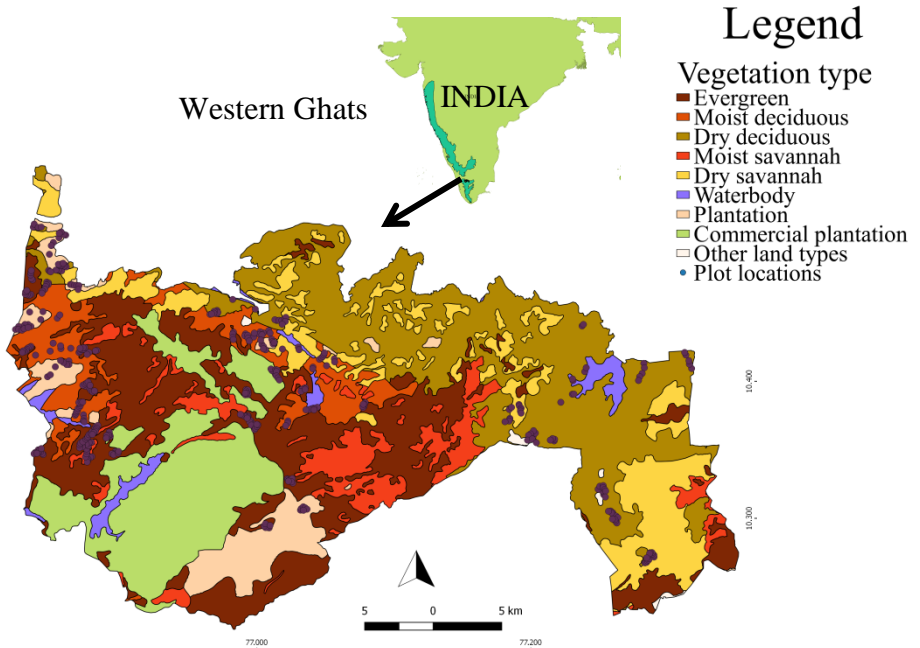 Legend
Western Ghats
INDIA
Vegetation type
Evergreen
Moist deciduous
Dry deciduous
Moist savannah
Dry savannah
Waterbody
Plantation
Commercial plantation
Other land types
Plot locations
10.400
10.300
5 0 5 km
77.000
77.200